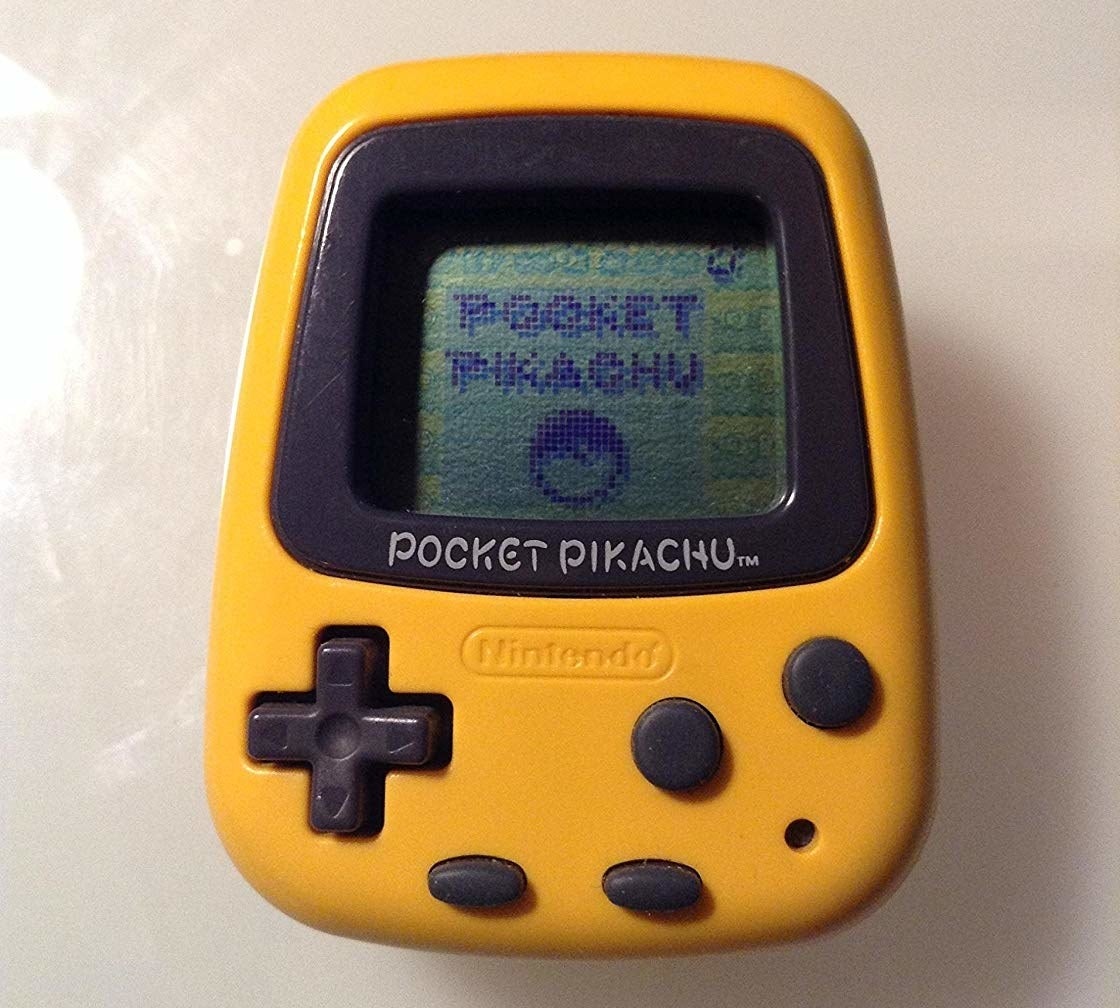 POCKET
PIKACHU
POCKET PIKACHU™
Nintendo®